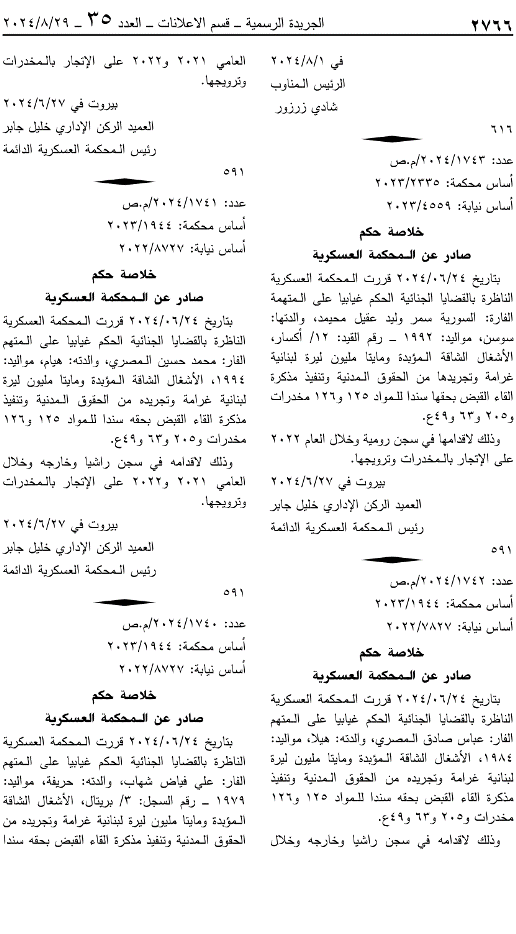 ٢٧٦٦
الجريدة الرسمية ــ قسم الاعلانات ــ العدد ٣٥ ــ ٢٠٢٤/٨/٢٩
في ٢٠٢٤/٨/١
الرئيس المناوب
شادي زرزور
٦١٦
عدد: ٢٠٢٤/١٧٤٣/م.ص
أساس محكمة: ٢٠٢٣/٢٣٣٥
أساس نيابة: ٢٠٢٣/٤٥٥٩
خلاصة حكم
صادر عن المحكمة العسكرية
بتاريخ ٢٠٢٤/٠٦/٢٤ قررت المحكمة العسكرية
الناظرة بالقضايا الجنائية الحكم غيابيا على المتهمة
الفارة: السورية سمر وليد عقيل محيمد، والدتها:
سوسن، مواليد: ١٩٩٢ ــ رقم القيد: ١٢/ أكسار،
الأشغال الشاقة المؤبدة ومايتا مليون ليرة لبنانية
غرامة وتجريدها من الحقوق المدنية وتنفيذ مذكرة
القاء القبض بحقها سندا للمواد ١٢٥ و١٢٦ مخدرات
و٢٠٥ و٦٣ و٤٩ع.
وذلك لاقدامها في سجن رومية وخلال العام ٢٠٢٢
على الإتجار بالمخدرات وترويجها.
بيروت في ٢٠٢٤/٦/٢٧
العميد الركن الإداري خليل جابر
رئيس المحكمة العسكرية الدائمة
٥٩١
عدد: ٢٠٢٤/١٧٤٢/م.ص
أساس محكمة: ٢٠٢٣/١٩٤٤
أساس نيابة: ٢٠٢٢/٧٨٢٧
خلاصة حكم
صادر عن المحكمة العسكرية
بتاريخ ٢٠٢٤/٠٦/٢٤ قررت المحكمة العسكرية
الناظرة بالقضايا الجنائية الحكم غيابيا على المتهم
الفار: عباس صادق المصري، والدته: هيلا، مواليد:
١٩٨٤، الأشغال الشاقة المؤبدة ومايتا مليون ليرة
لبنانية غرامة وتجريده من الحقوق المدنية وتنفيذ
مذكرة القاء القبض بحقه سندا للمواد ١٢٥ و١٢٦
مخدرات و٢٠٥ و٦٣ و٤٩ع.
وذلك لاقدامه في سجن راشيا وخارجه وخلال
العامي ٢٠٢١ و٢٠٢٢ على الإتجار بالمخدرات
وترويجها.
بيروت في ٢٠٢٤/٦/٢٧
العميد الركن الإداري خليل جابر
رئيس المحكمة العسكرية الدائمة
٥٩١
عدد: ٢٠٢٤/١٧٤١/م.ص
أساس محكمة: ٢٠٢٣/١٩٤٤
أساس نيابة: ٢٠٢٢/٨٧٢٧
خلاصة حكم
صادر عن المحكمة العسكرية
بتاريخ ٢٠٢٤/٠٦/٢٤ قررت المحكمة العسكرية
الناظرة بالقضايا الجنائية الحكم غيابيا على المتهم
الفار: محمد حسين المصري، والدته: هيام، مواليد:
١٩٩٤، الأشغال الشاقة المؤبدة ومايتا مليون ليرة
لبنانية غرامة وتجريده من الحقوق المدنية وتنفيذ
مذكرة القاء القبض بحقه سندا للمواد ١٢٥ و١٢٦
مخدرات و٢٠٥ و٦٣ و٤٩ع.
وذلك لاقدامه في سجن راشيا وخارجه وخلال
العامي ٢٠٢١ و٢٠٢٢ على الإتجار بالمخدرات
وترويجها.
بيروت في ٢٠٢٤/٦/٢٧
العميد الركن الإداري خليل جابر
رئيس المحكمة العسكرية الدائمة
٥٩١
عدد: ٢٠٢٤/١٧٤٠/م.ص
أساس محكمة: ٢٠٢٣/١٩٤٤
أساس نيابة: ٢٠٢٢/٨٧٢٧
خلاصة حكم
صادر عن المحكمة العسكرية
بتاريخ ٢٠٢٤/٠٦/٢٤ قررت المحكمة العسكرية
الناظرة بالقضايا الجنائية الحكم غيابيا على المتهم
الفار: علي فياض شهاب، والدته: حريفة، مواليد:
١٩٧٩ ــ رقم السجل: ٣/ بريتال، الأشغال الشاقة
المؤبدة ومايتا مليون ليرة لبنانية غرامة وتجريده من
الحقوق المدنية وتنفيذ مذكرة القاء القبض بحقه سندا